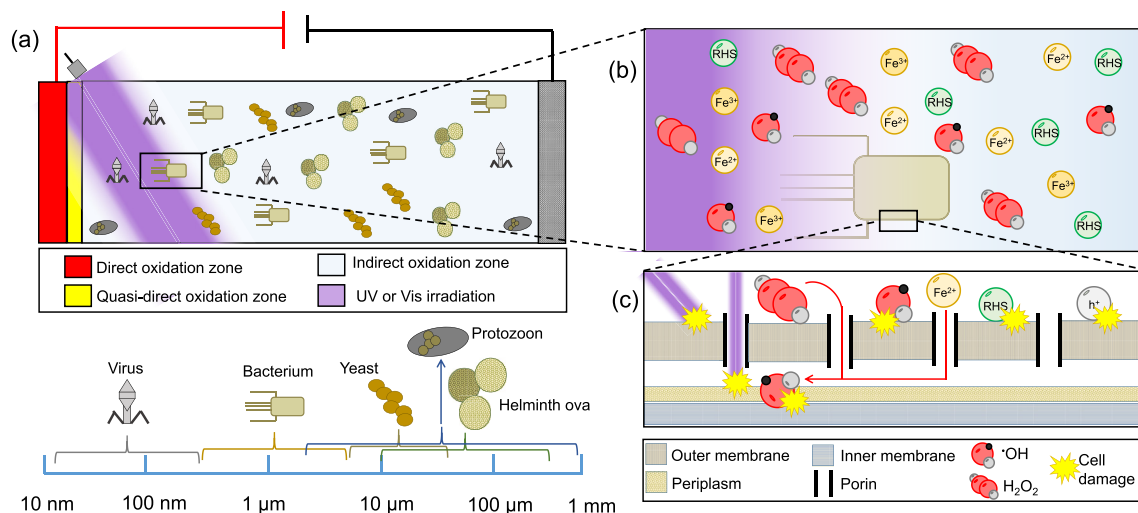 (a)
Direct oxidation zone
Indirect oxidation zone
Quasi-direct oxidation zone
UV or Vis irradiation
Protozoon
Virus
Bacterium
Yeast
Helminth ova
10 nm
100 nm
1 µm
10 µm
100 µm
1 mm
(b)
RHS
Fe³⁺
Fe²⁺
RHS
Fe³⁺
RHS
Fe²⁺
RHS
Fe²⁺
Fe²⁺
Fe³⁺
Fe³⁺
RHS
(c)
Fe²⁺
RHS
h⁺
Outer membrane
Inner membrane
•OH
Cell
damage
Periplasm
Porin
H₂O₂